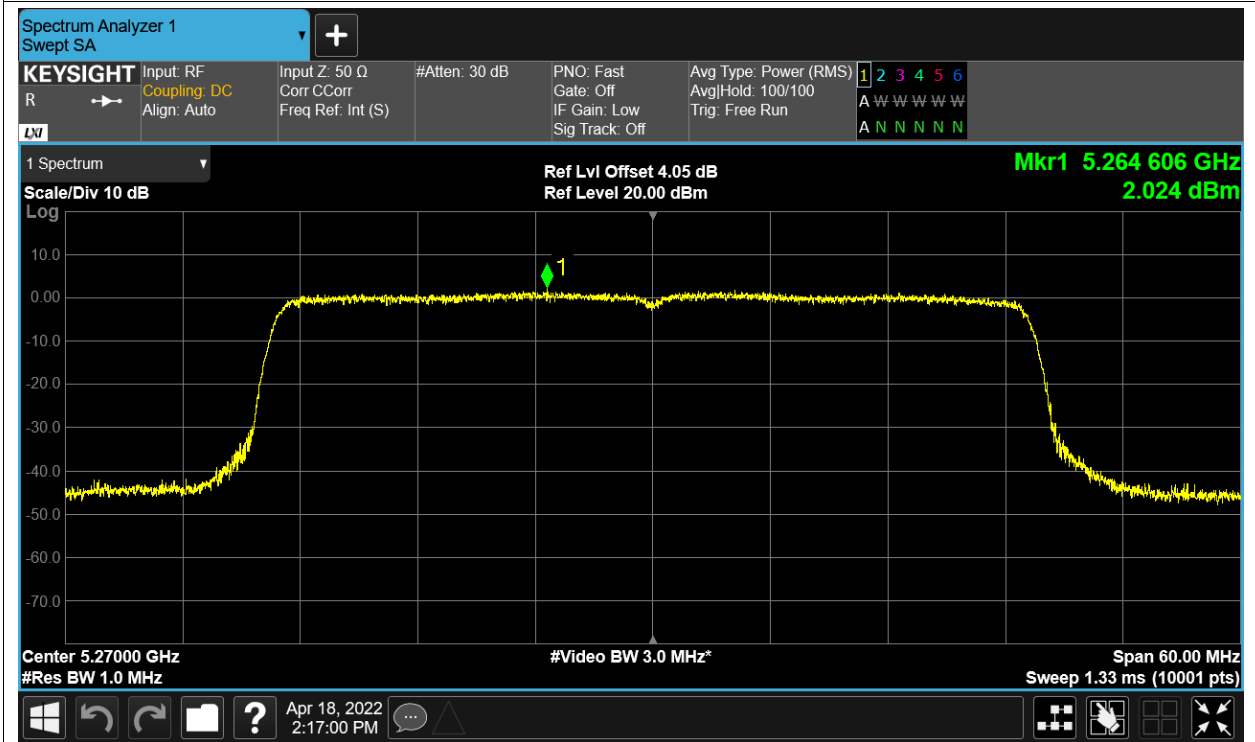 Spectrum Analyzer 1
Swept SA
+
KEYSIGHT
R
LXI
Input: RF
Coupling: DC
Align: Auto
Input Z: 50 Ω
Corr CCorr
Freq Ref: Int (S)
#Atten: 30 dB
PNO: Fast
Gate: Off
IF Gain: Low
Sig Track: Off
Avg Type: Power (RMS)
Avg|Hold: 100/100
Trig: Free Run
1 2 3 4 5 6
A W W W W W
A N N N N N
1 Spectrum
Scale/Div 10 dB
Log
Ref Lvl Offset 4.05 dB
Ref Level 20.00 dBm
Mkr1 5.264 606 GHz
2.024 dBm
1
10.0
0.00
-10.0
-20.0
-30.0
-40.0
-50.0
-60.0
-70.0
Center 5.27000 GHz
#Res BW 1.0 MHz
#Video BW 3.0 MHz*
Span 60.00 MHz
Sweep 1.33 ms (10001 pts)
?
Apr 18, 2022
2:17:00 PM